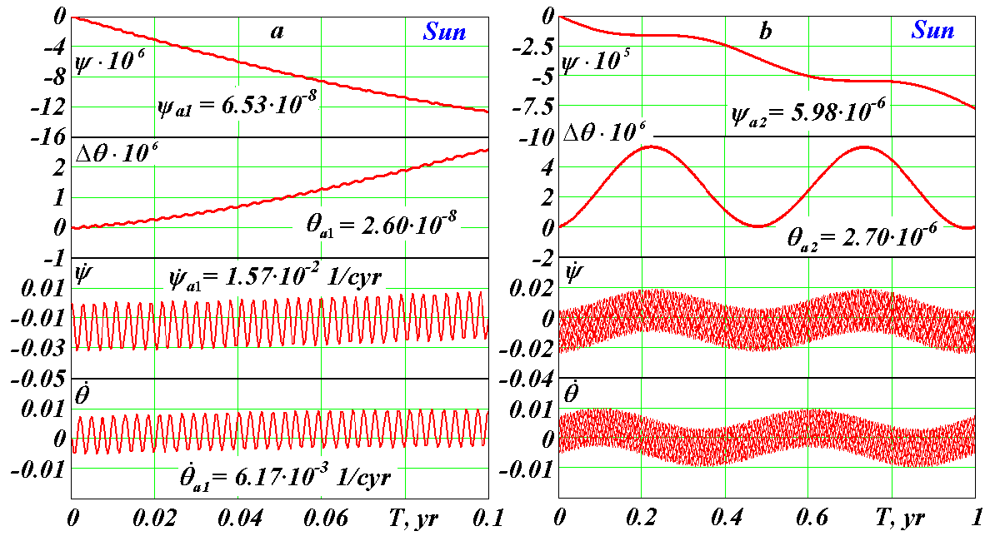 a Sun
0
-4
-8
-12
-16
ψ · 10⁶
ψₐ₁ = 6.53·10⁻⁸
Δθ · 10⁶
2
1
0
-1
θₐ₁ = 2.60·10⁻⁸
ψ̇
ψ̇ₐ₁ = 1.57·10⁻² 1/cyr
0.01
-0.01
-0.03
-0.05
θ̇
0.01
0
-0.01
θ̇ₐ₁ = 6.17·10⁻³ 1/cyr
0 0.02 0.04 0.06 T, yr 0.1
b Sun
0
-2.5
-5
-7.5
-10
ψ · 10⁵
ψₐ₂ = 5.98·10⁻⁶
Δθ · 10⁶
4
2
0
-2
θₐ₂ = 2.70·10⁻⁶
ψ̇
0.02
0
-0.02
-0.04
θ̇
0.01
0
-0.01
0 0.2 0.4 0.6 T, yr 1